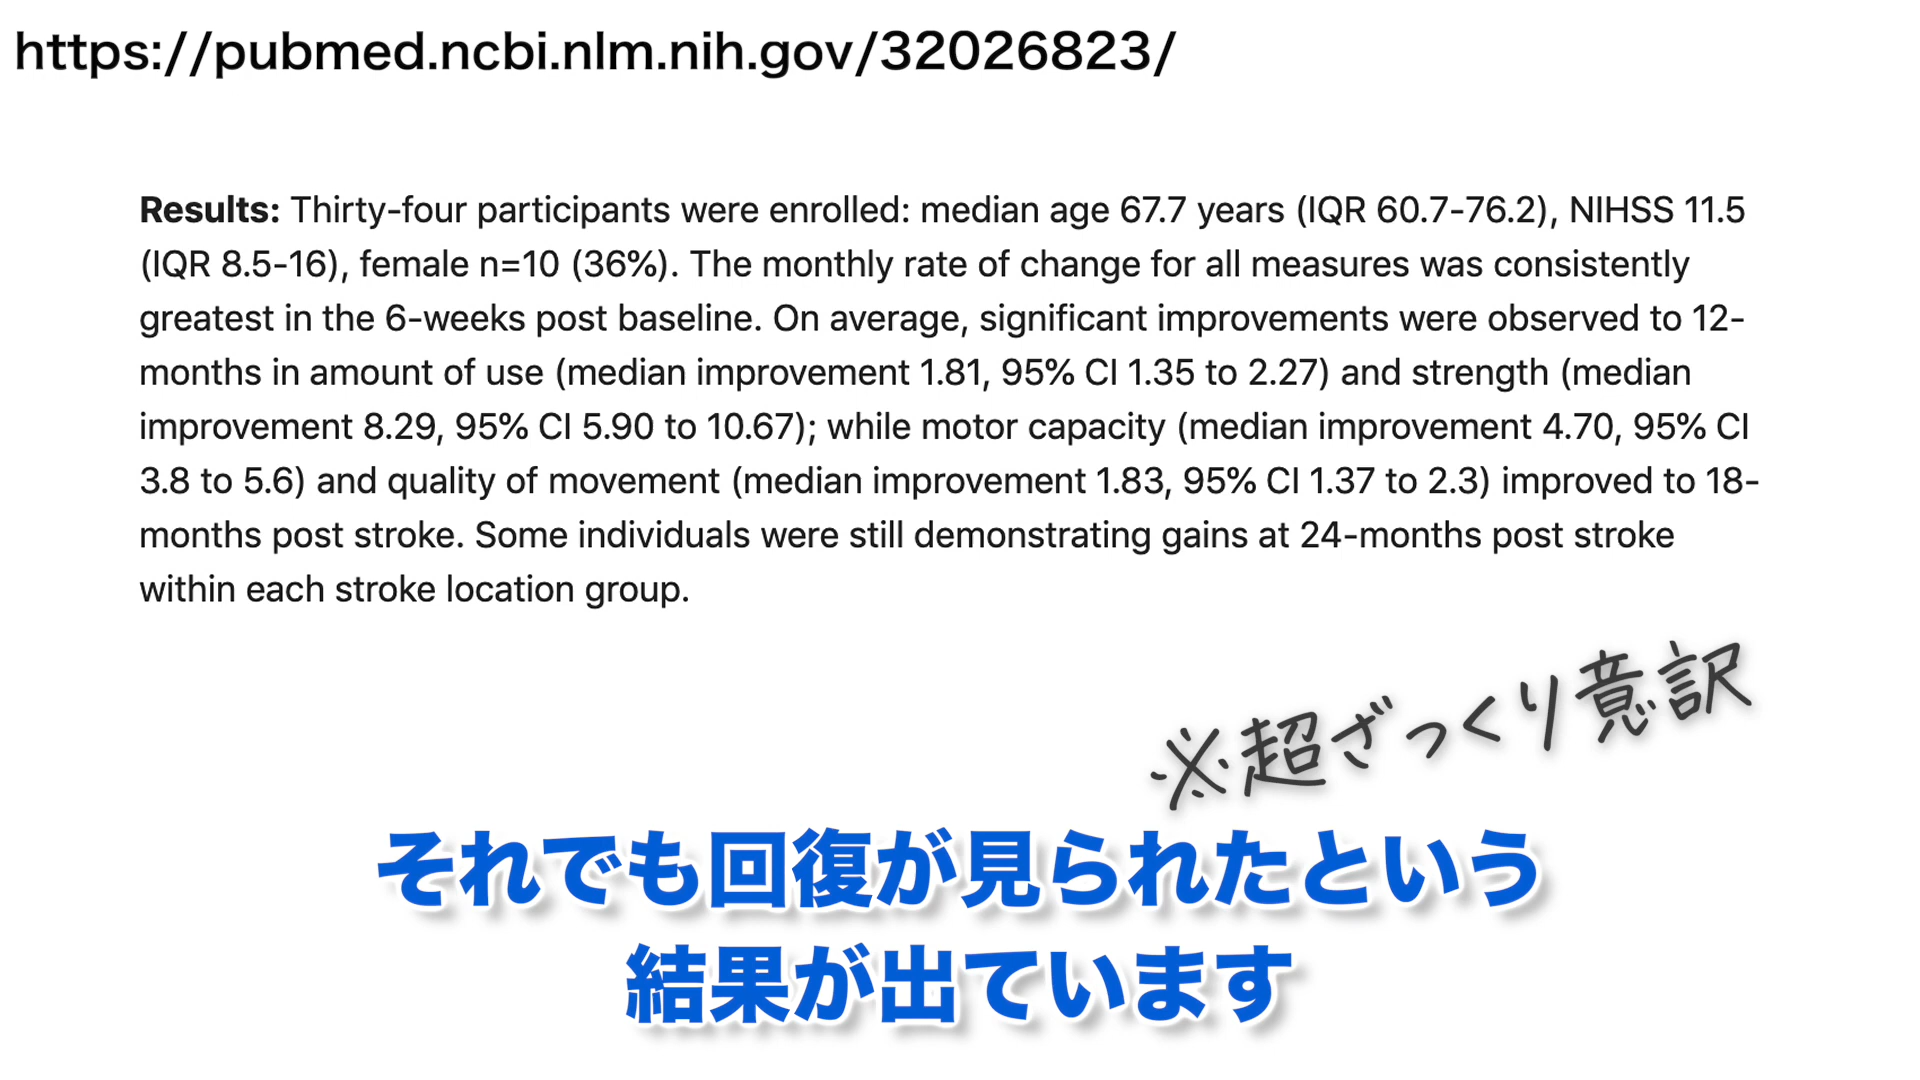 https://pubmed.ncbi.nlm.nih.gov/32026823/
Results: Thirty-four participants were enrolled: median age 67.7 years (IQR 60.7-76.2), NIHSS 11.5
(IQR 8.5-16), female n=10 (36%). The monthly rate of change for all measures was consistently
greatest in the 6-weeks post baseline. On average, significant improvements were observed to 12-
months in amount of use (median improvement 1.81, 95% CI 1.35 to 2.27) and strength (median
improvement 8.29, 95% CI 5.90 to 10.67); while motor capacity (median improvement 4.70, 95% CI
3.8 to 5.6) and quality of movement (median improvement 1.83, 95% CI 1.37 to 2.3) improved to 18-
months post stroke. Some individuals were still demonstrating gains at 24-months post stroke
within each stroke location group.
※超ざっくり意訳
それでも回復が見られたという
結果が出ています